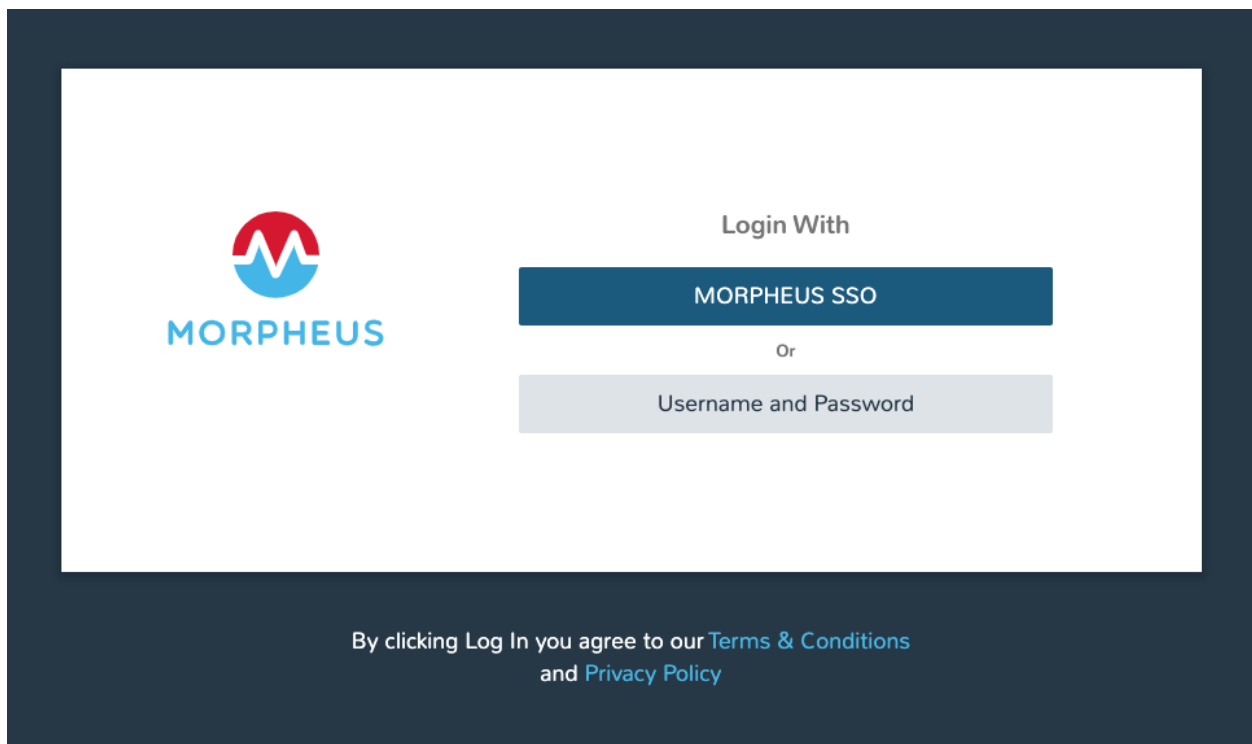 MORPHEUS
Login With
MORPHEUS SSO
Or
Username and Password
By clicking Log In you agree to our Terms & Conditions
and Privacy Policy